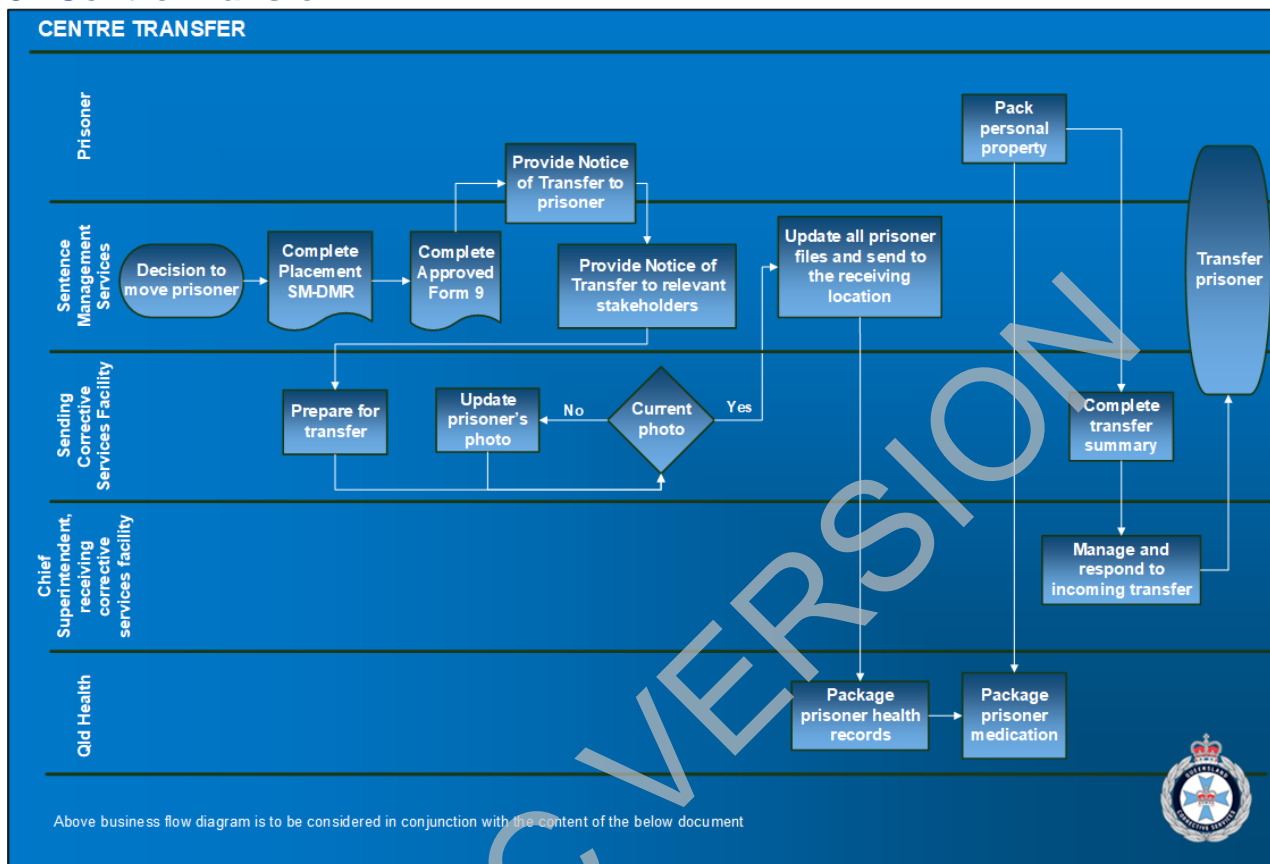 CENTRE TRANSFER
Prisoner
Pack
personal
property
Provide Notice
of Transfer to
prisoner
Sentence
Management
Services
Decision to
move prisoner
Complete
Placement
SM-DMR
Complete
Approved
Form 9
Provide Notice of
Transfer to relevant
stakeholders
Update all prisoner
files and send to
the receiving
location
Transfer
prisoner
Sending
Corrective
Services Facility
Prepare for
transfer
Update
prisoner's
photo
No
Current
photo
Yes
Complete
transfer
summary
Chief
Superintendent,
receiving
corrective
services facility
Manage and
respond to
incoming transfer
Qld Health
Package
prisoner health
records
Package
prisoner
medication
C VERSION
QUEENSLAND
CORRECTIVE SERVICES
Above business flow diagram is to be considered in conjunction with the content of the below document